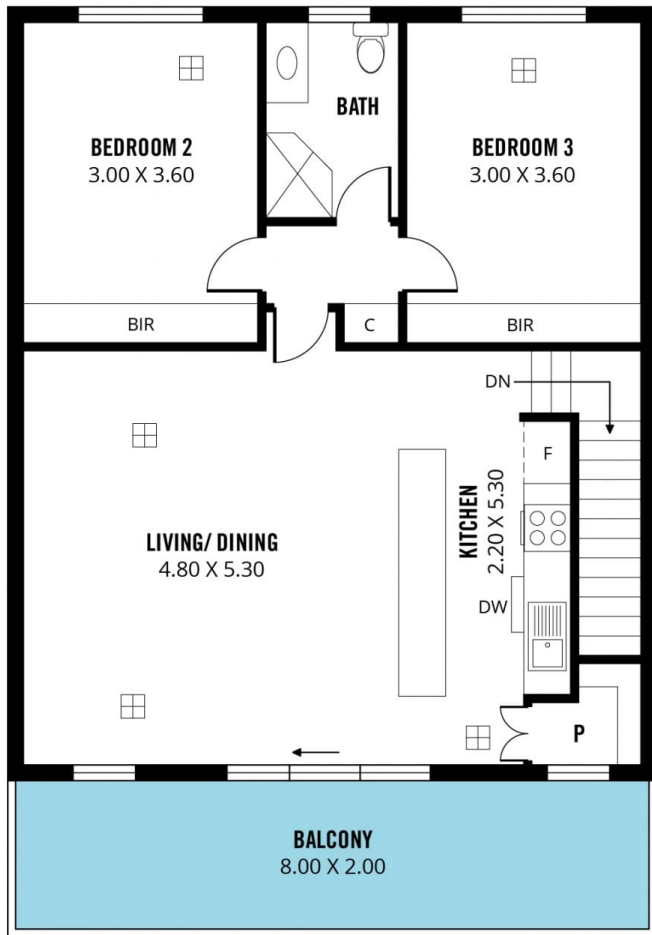 BATH
BEDROOM 2
3.00 X 3.60
BEDROOM 3
3.00 X 3.60
BIR
C
BIR
DN
F
KITCHEN
2.20 X 5.30
LIVING/ DINING
4.80 X 5.30
DW
P
BALCONY
8.00 X 2.00